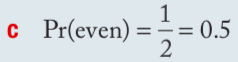 c Pr(even) = 1/2 = 0.5